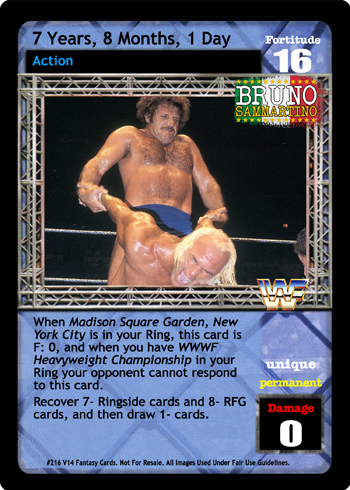 7 Years, 8 Months, 1 Day
Fortitude
16
Action
BRUNO
SAMMARTINO
WF
When Madison Square Garden, New
York City is in your Ring, this card is
F: 0, and when you have WWWF
Heavyweight Championship in your
Ring your opponent cannot respond
to this card.
Recover 7- Ringside cards and 8- RFG
cards, and then draw 1- cards.
unique
permanent
Damage
0
#216 V14 Fantasy Cards. Not For Resale. All Images Used Under Fair Use Guidelines.